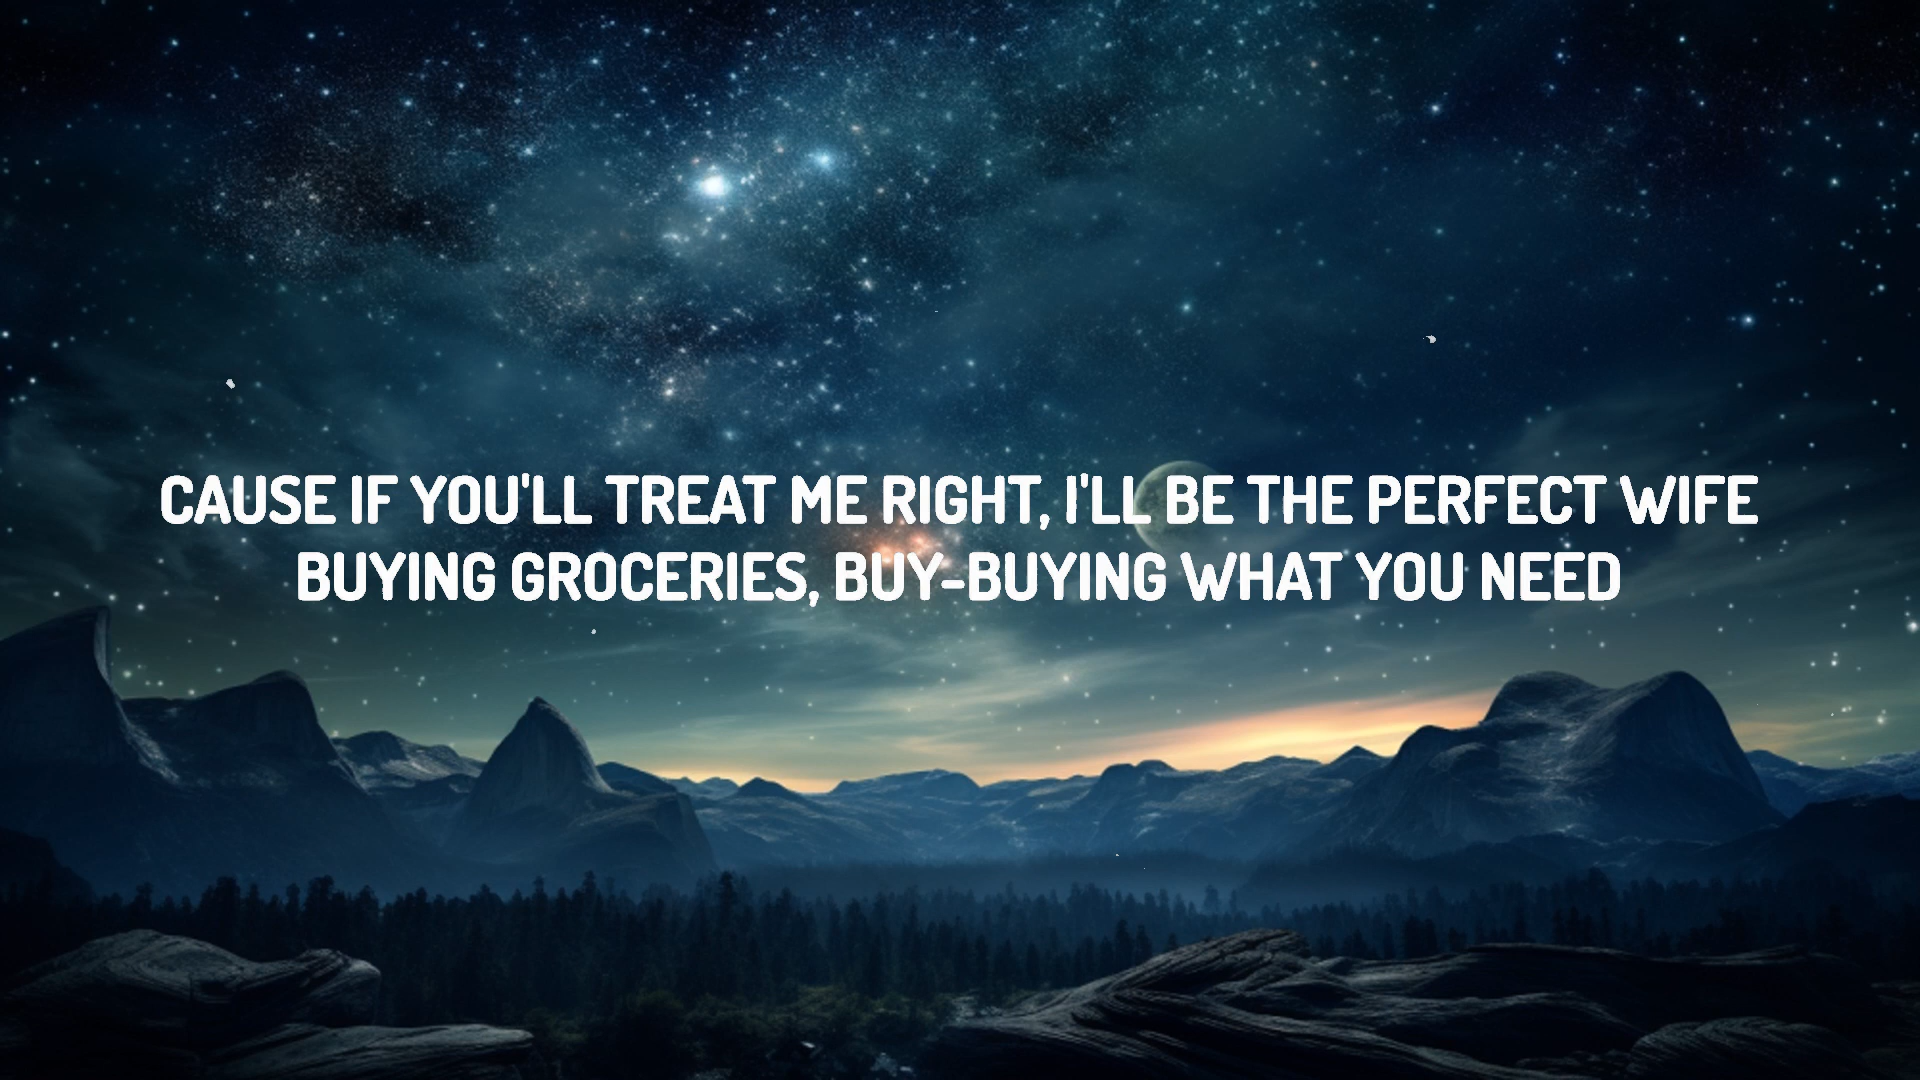 CAUSE IF YOU'LL TREAT ME RIGHT, I'LL BE THE PERFECT WIFE
BUYING GROCERIES, BUY-BUYING WHAT YOU NEED